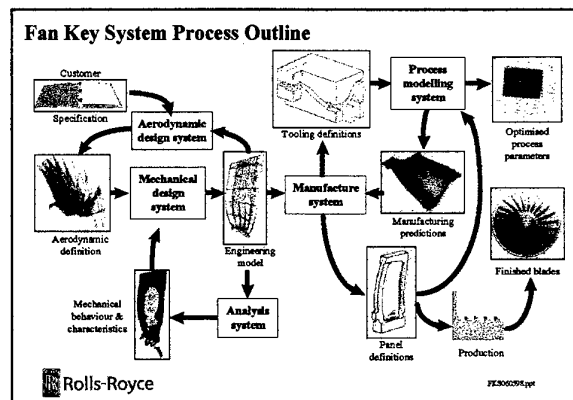 Fan Key System Process Outline
Customer
Specification
Aerodynamic
design system
Aerodynamic
definition
Mechanical
design
system
Engineering
model
Mechanical
behaviour &
characteristics
Analysis
system
Tooling definitions
Manufacture
system
Process
modelling
system
Optimised
process
parameters
Manufacturing
predictions
Panel
definitions
Production
Finished blades
Rolls-Royce